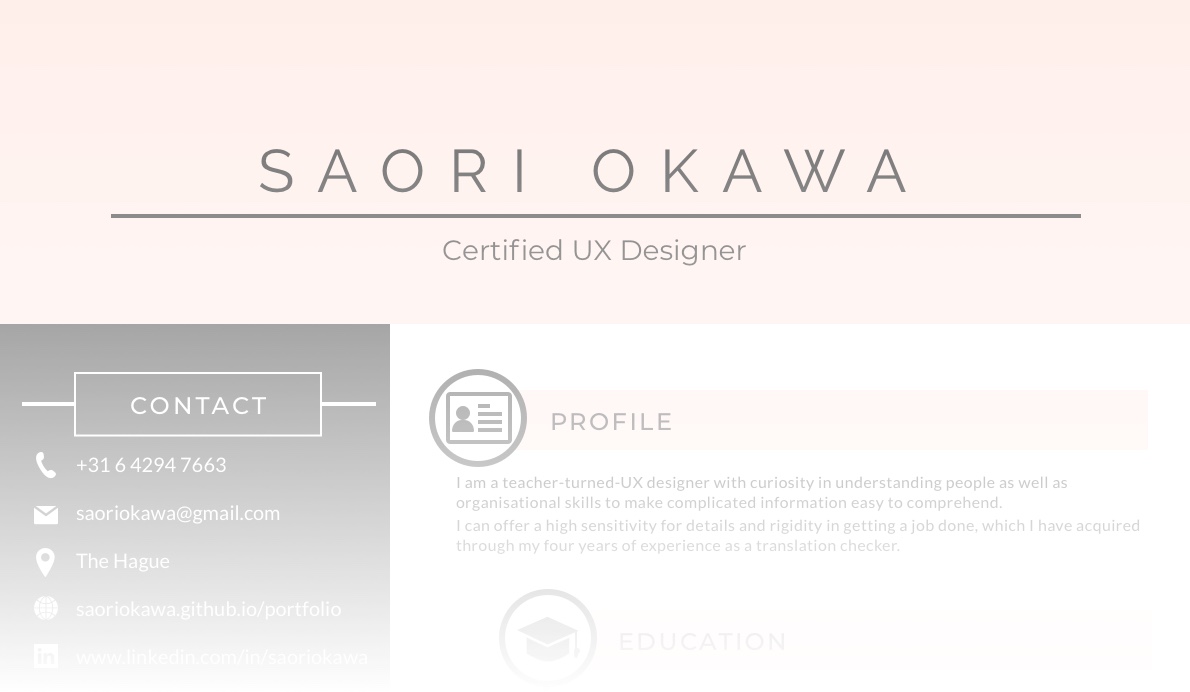 SAORI OKAWA
Certified UX Designer
CONTACT
+31 6 4294 7663
saoriokawa@gmail.com
The Hague
saoriokawa.github.io/portfolio
www.linkedin.com/in/saoriokawa
PROFILE
I am a teacher-turned-UX designer with curiosity in understanding people as well as
organisational skills to make complicated information easy to comprehend.
I can offer a high sensitivity for details and rigidity in getting a job done, which I have acquired
through my four years of experience as a translation checker.
EDUCATION